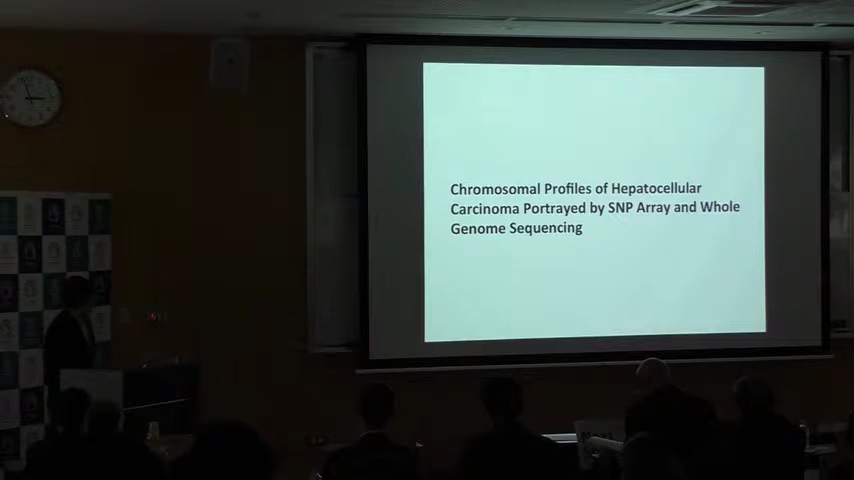 Chromosomal Profiles of Hepatocellular
Carcinoma Portrayed by SNP Array and Whole
Genome Sequencing